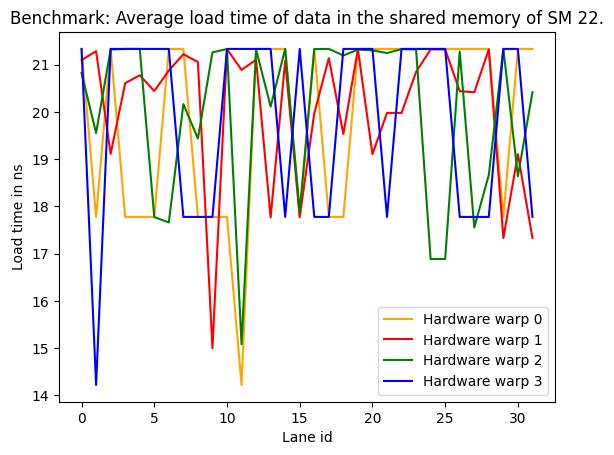 Benchmark: Average load time of data in the shared memory of SM 22.
21
20
19
18
17
16
15
14
Load time in ns
Hardware warp 0
Hardware warp 1
Hardware warp 2
Hardware warp 3
0 5 10 15 20 25 30
Lane id